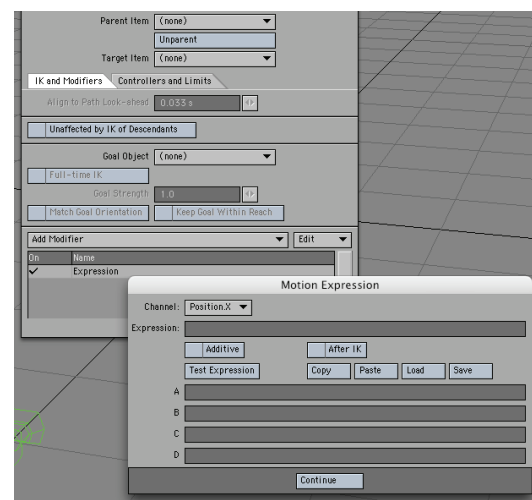 Parent Item (none)
Unparent
Target Item (none)
IK and Modifiers Controllers and Limits
Align to Path Look-ahead 0.033 s
Unaffected by IK of Descendants
Goal Object (none)
Full-time IK
Goal Strength 1.0
Match Goal Orientation Keep Goal Within Reach
Add Modifier Edit
On Name
Expression
Motion Expression
Channel: Position.X
Expression:
Additive After IK
Test Expression Copy Paste Load Save
A
B
C
D
Continue